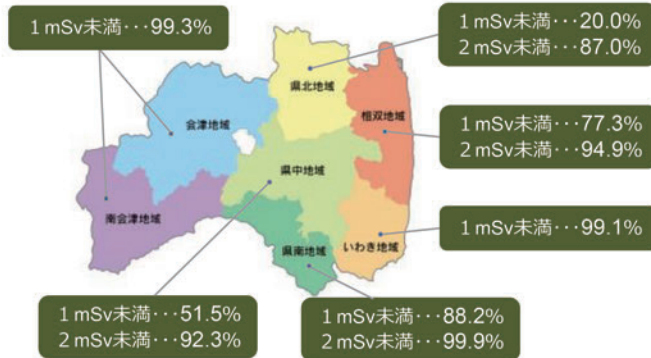 1 mSv未満･･･99.3%
1 mSv未満･･･20.0%
2 mSv未満･･･87.0%
県北地域
相双地域
会津地域
1 mSv未満･･･77.3%
2 mSv未満･･･94.9%
県中地域
南会津地域
県南地域
いわき地域
1 mSv未満･･･99.1%
1 mSv未満･･･51.5%
2 mSv未満･･･92.3%
1 mSv未満･･･88.2%
2 mSv未満･･･99.9%